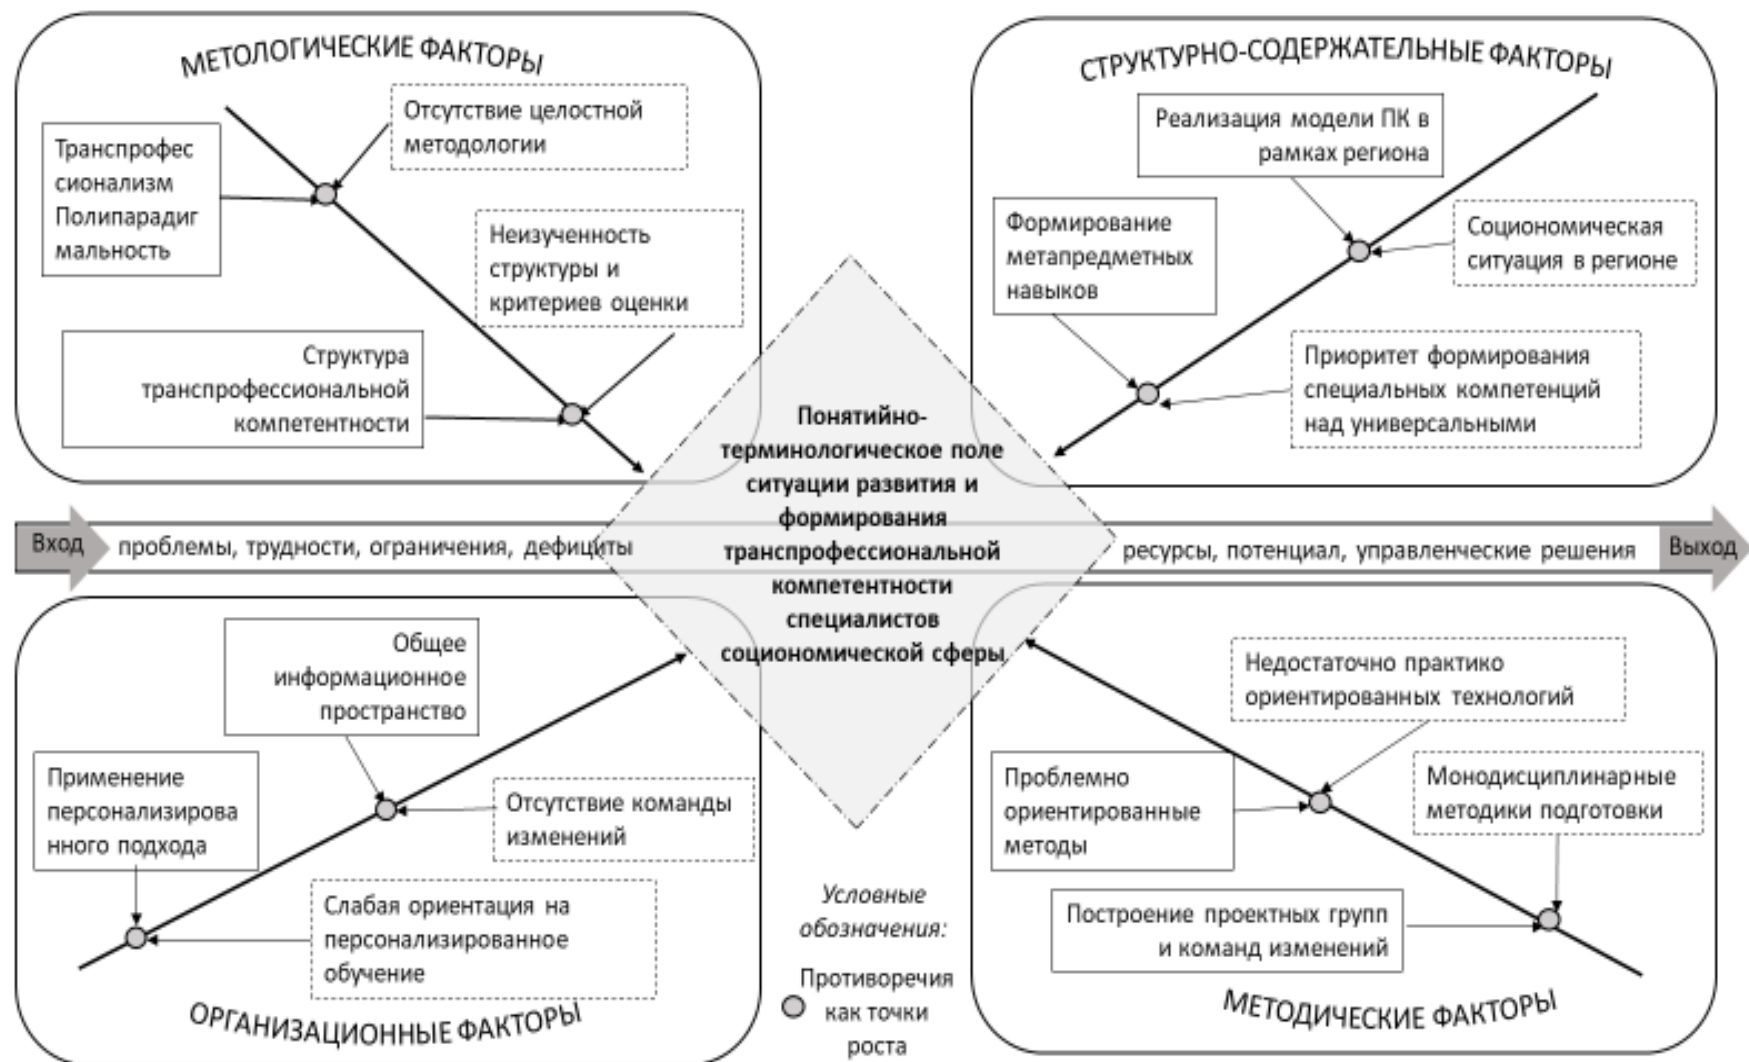 МЕТОЛОГИЧЕСКИЕ ФАКТОРЫ
Отсутствие целостной
методологии
Транспрофес
сионализм
Полипарадиг
мальность
Неизученность
структуры и
критериев оценки
Структура
транспрофессиональной
компетентности
СТРУКТУРНО-СОДЕРЖАТЕЛЬНЫЕ ФАКТОРЫ
Реализация модели ПК в
рамках региона
Формирование
метапредметных
навыков
Социономическая
ситуация в регионе
Приоритет формирования
специальных компетенций
над универсальными
Понятийно-
терминологическое поле
ситуации развития и
формирования
транспрофессиональной
компетентности
специалистов
социономической сферы
Вход
проблемы, трудности, ограничения, дефициты
ресурсы, потенциал, управленческие решения
Выход
Общее
информационное
пространство
Применение
персонализирова
нного подхода
Отсутствие команды
изменений
Слабая ориентация на
персонализированное
обучение
ОРГАНИЗАЦИОННЫЕ ФАКТОРЫ
Недостаточно практико
ориентированных технологий
Проблемно
ориентированные
методы
Монодисциплинарные
методики подготовки
Построение проектных групп
и команд изменений
МЕТОДИЧЕСКИЕ ФАКТОРЫ
Условные
обозначения:
Противоречия
как точки
роста